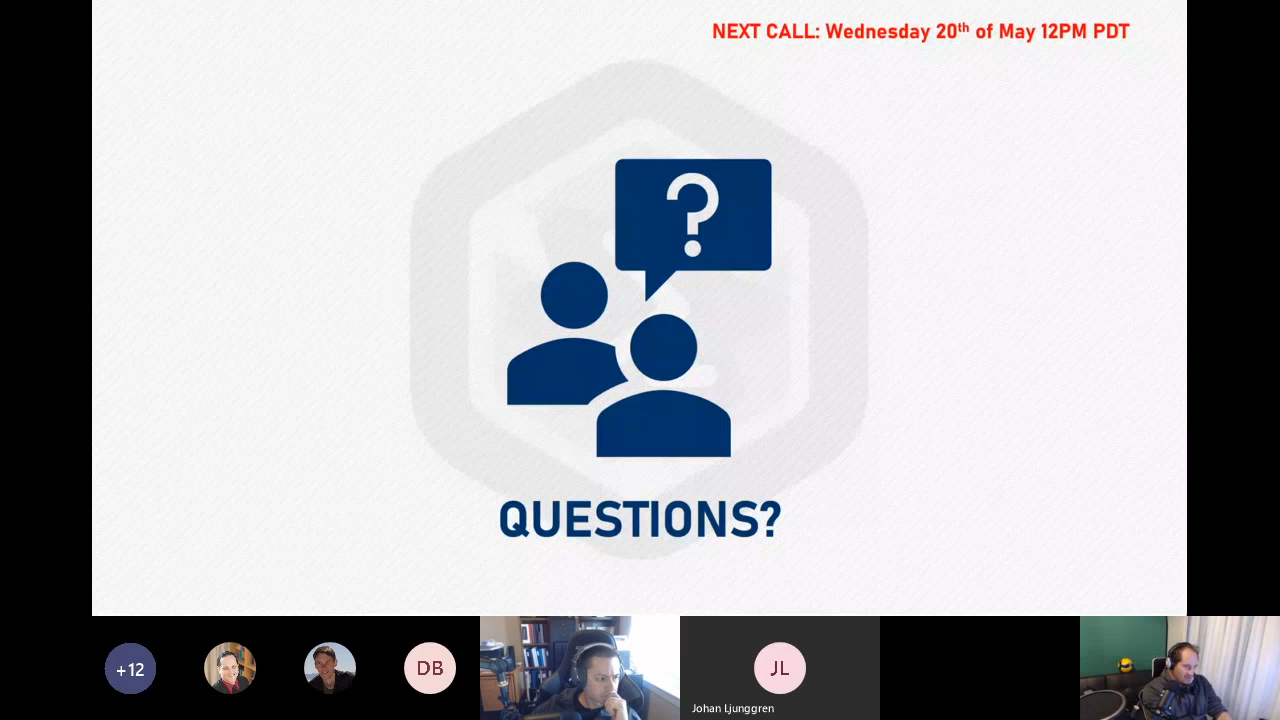 NEXT CALL: Wednesday 20th of May 12PM PDT
?
QUESTIONS?
+12
DB
JL
Johan Ljunggren